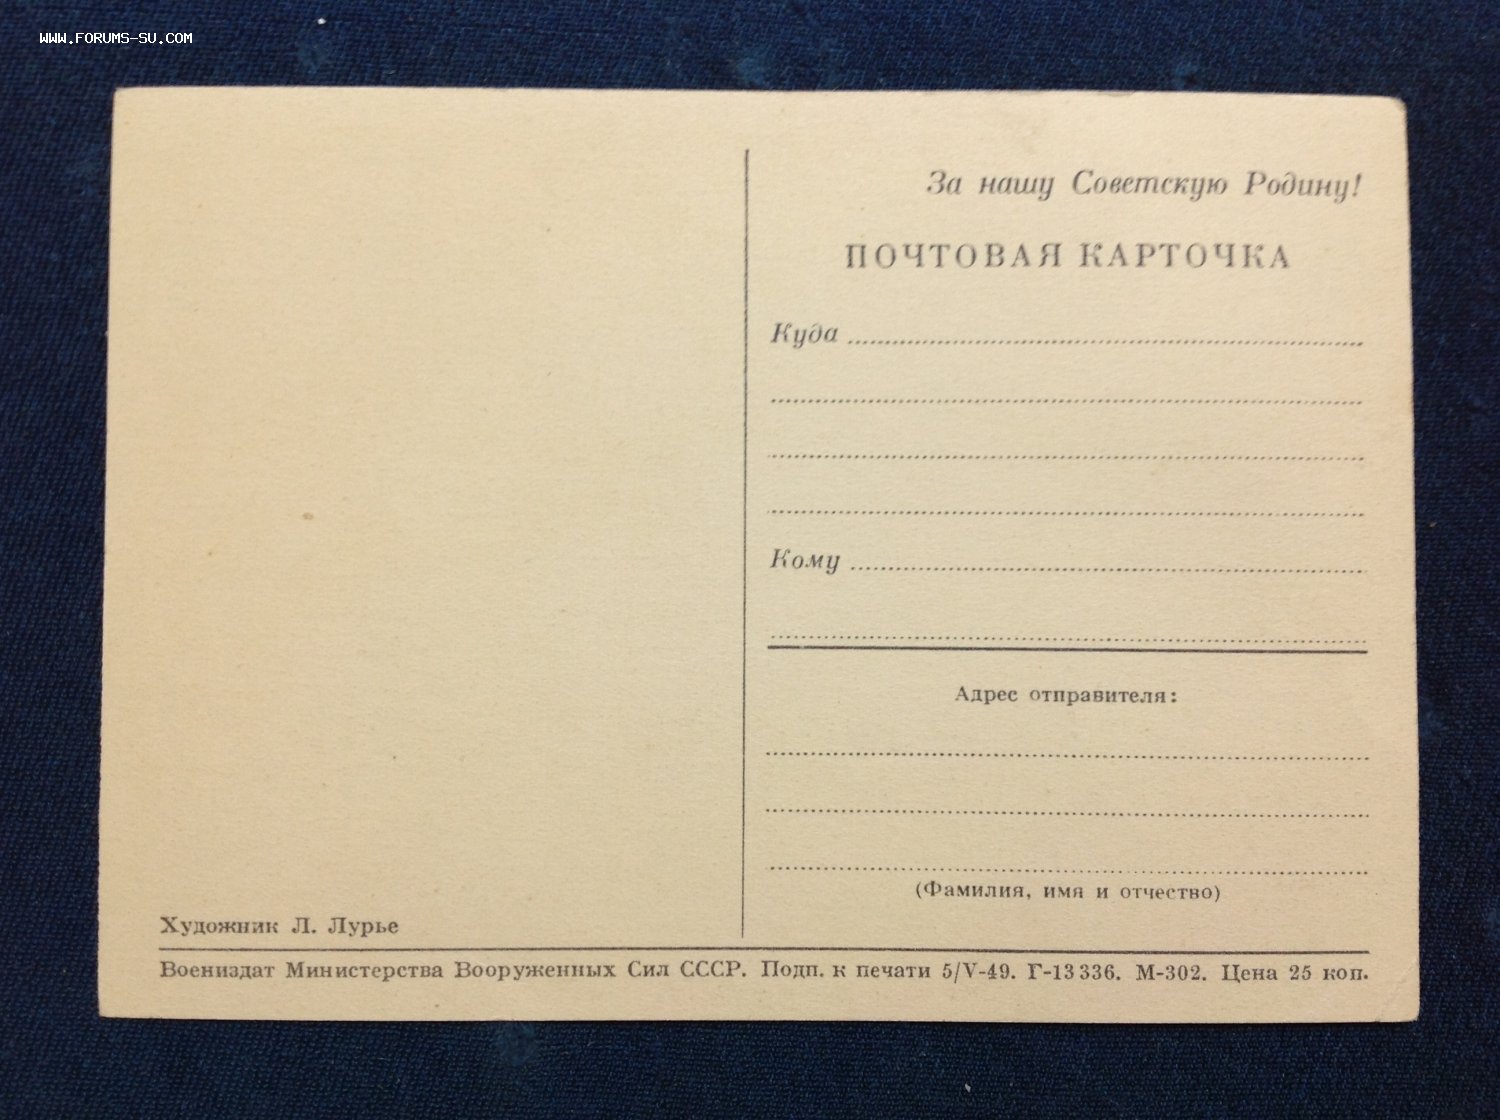 WWW.FORUMS-SU.COM
За нашу Советскую Родину!
ПОЧТОВАЯ КАРТОЧКА
Куда
Кому
Адрес отправителя:
(Фамилия, имя и отчество)
Художник Л. Лурье
Воениздат Министерства Вооруженных Сил СССР. Подп. к печати 5/V-49. Г-13336. М-302. Цена 25 коп.